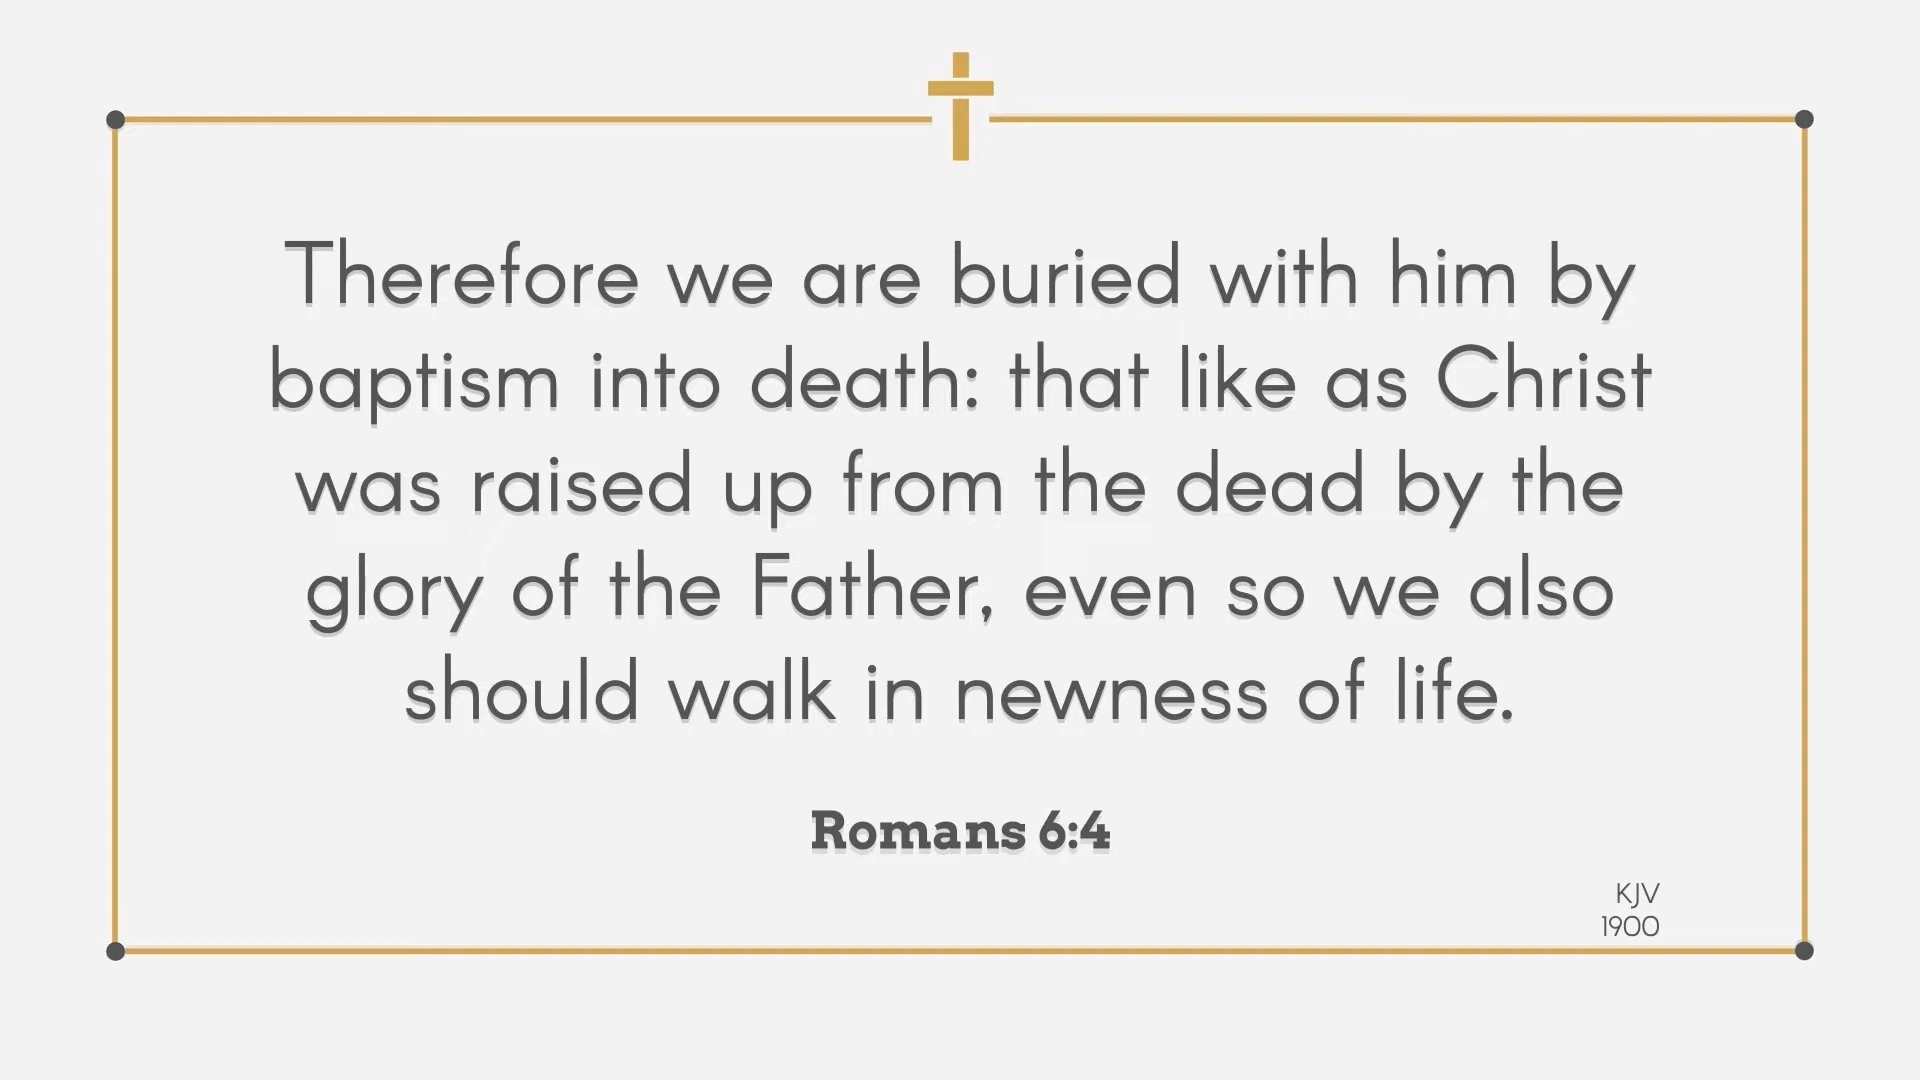 Therefore we are buried with him by
baptism into death: that like as Christ
was raised up from the dead by the
glory of the Father, even so we also
should walk in newness of life.
Romans 6:4
KJV
1900